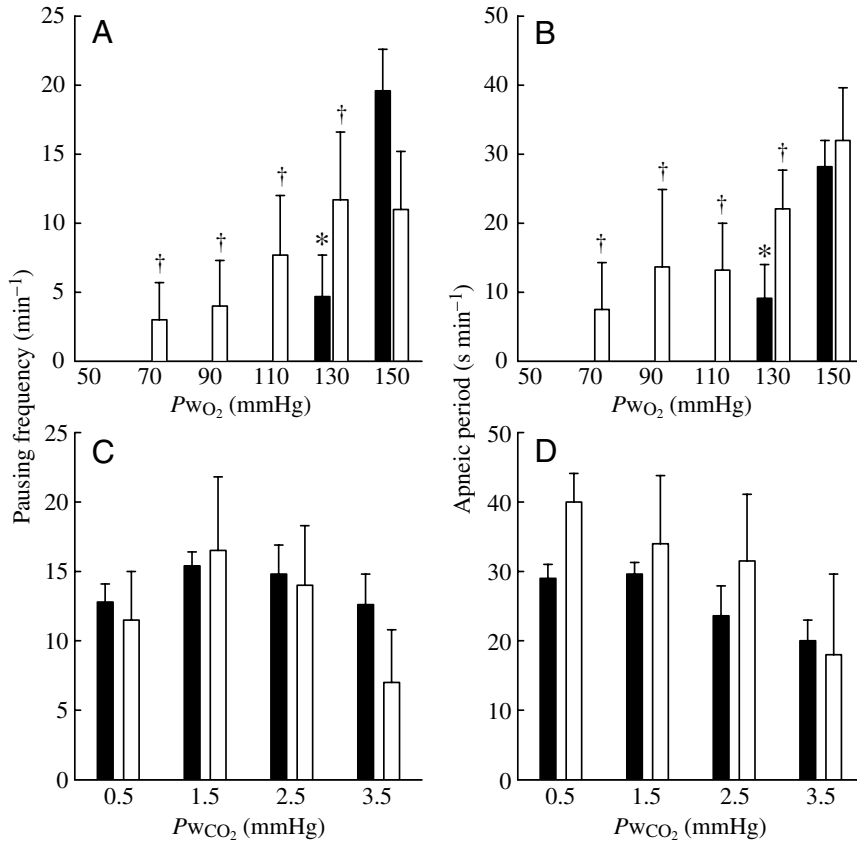 A
25
20
15
10
5
0
† † † † *
50 70 90 110 130 150
PwO₂ (mmHg)
B
50
40
30
20
10
0
† † † † *
50 70 90 110 130 150
PwO₂ (mmHg)
Pausing frequency (min⁻¹)
Apneic period (s min⁻¹)
C
25
20
15
10
5
0
0.5 1.5 2.5 3.5
PwCO₂ (mmHg)
D
50
40
30
20
10
0
0.5 1.5 2.5 3.5
PwCO₂ (mmHg)